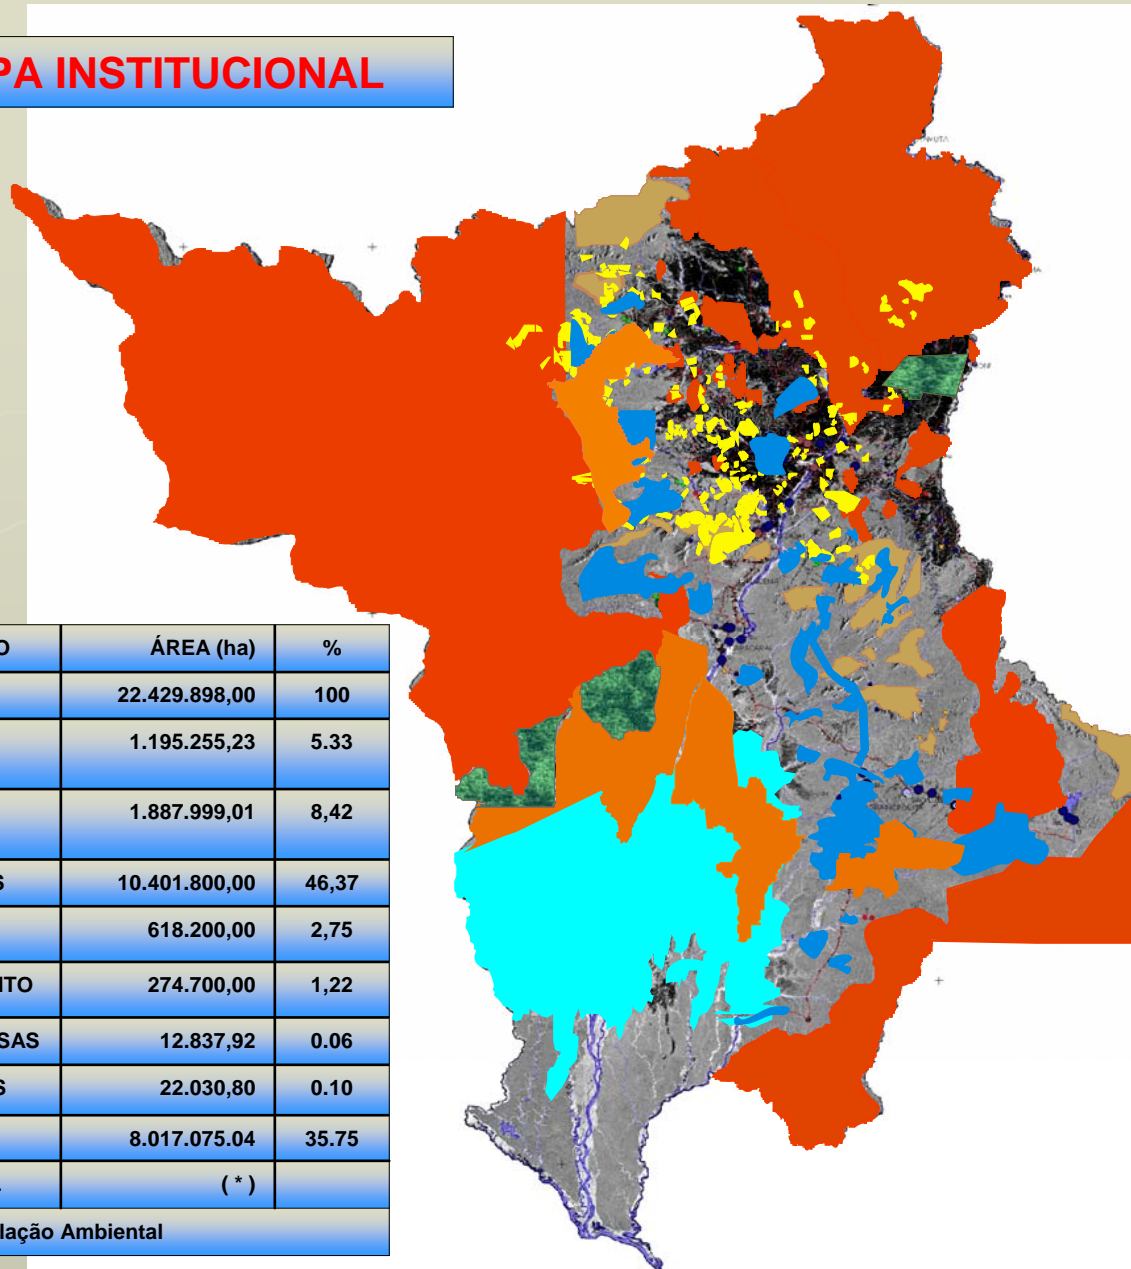 PA INSTITUCIONAL
O ÁREA (ha) %
22.429.898,00 100
1.195.255,23 5.33
1.887.999,01 8,42
S 10.401.800,00 46,37
618.200,00 2,75
NTO 274.700,00 1,22
SAS 12.837,92 0.06
S 22.030,80 0.10
8.017.075.04 35.75
( * )
lação Ambiental